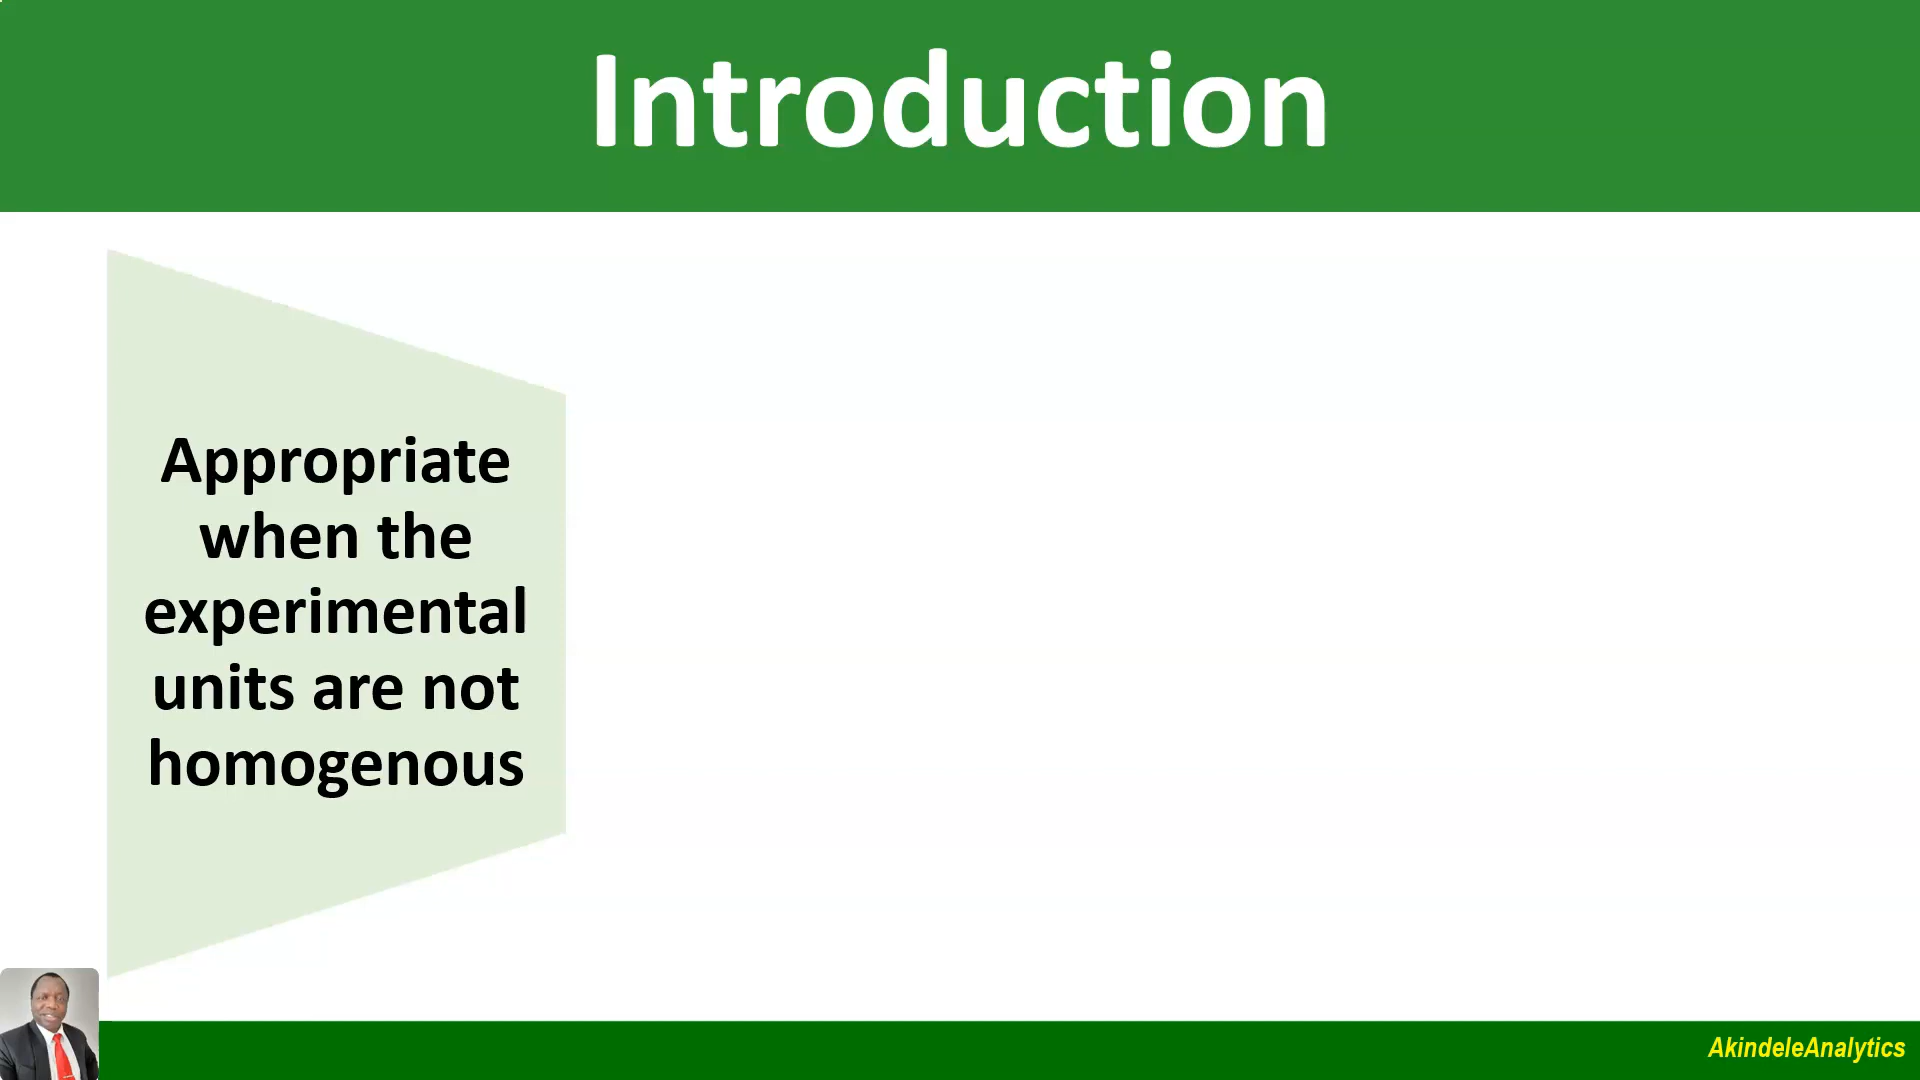 Introduction
Appropriate
when the
experimental
units are not
homogenous
AkindeleAnalytics